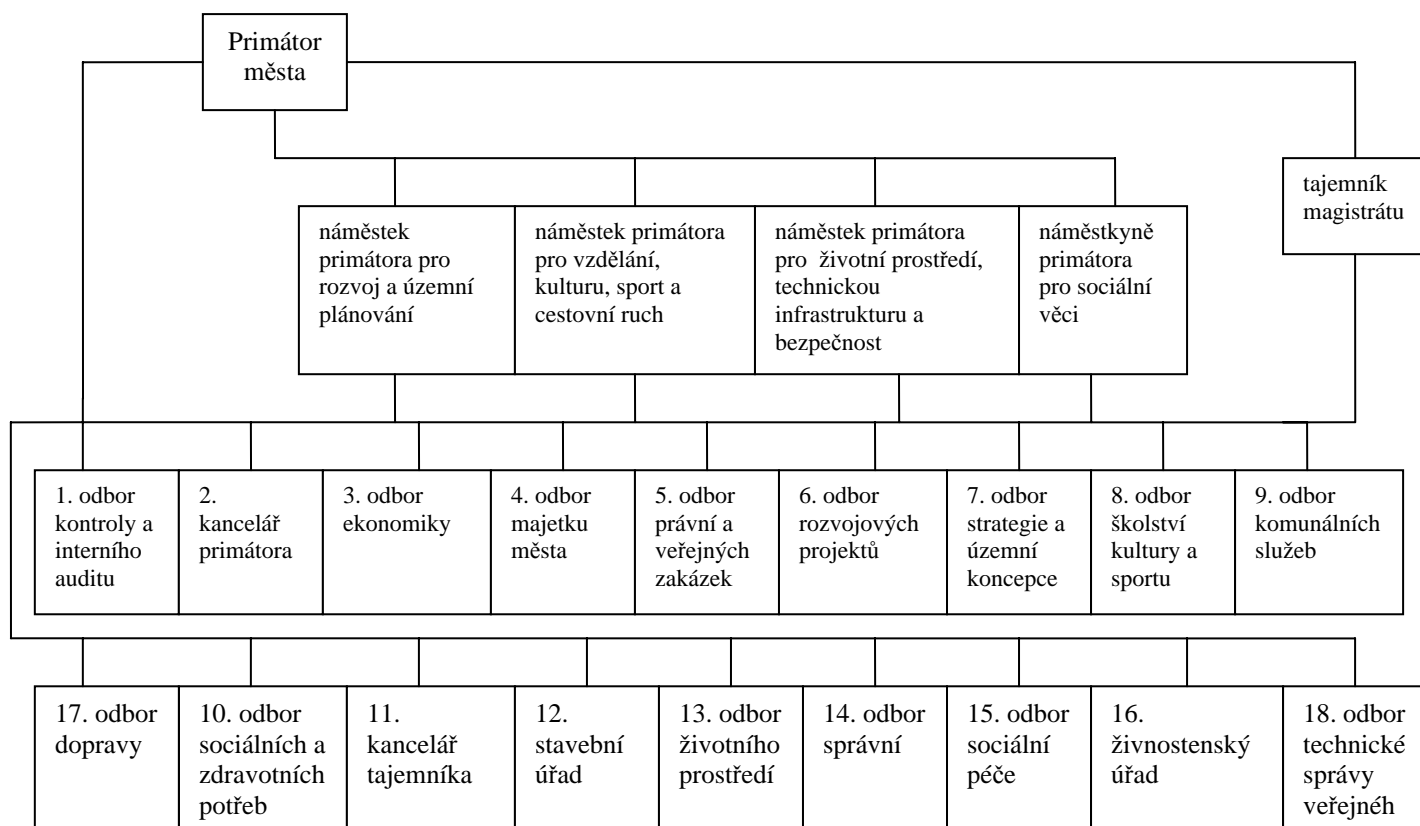 Primátor
města
tajemník
magistrátu
náměstek
primátora pro
rozvoj a územní
plánování
náměstek primátora
pro vzdělání,
kulturu, sport a
cestovní ruch
náměstek primátora
pro životní prostředí,
technickou
infrastrukturu a
bezpečnost
náměstkyně
primátora
pro sociální
věci
1. odbor
kontroly a
interního
auditu
2.
kancelář
primátora
3. odbor
ekonomiky
4. odbor
majetku
města
5. odbor
právní a
veřejných
zakázek
6. odbor
rozvojových
projektů
7. odbor
strategie a
územní
koncepce
8. odbor
školství
kultury a
sportu
9. odbor
komunálních
služeb
17. odbor
dopravy
10. odbor
sociálních a
zdravotních
potřeb
11.
kancelář
tajemníka
12.
stavební
úřad
13. odbor
životního
prostředí
14. odbor
správní
15. odbor
sociální
péče
16.
živnostenský
úřad
18. odbor
technické
správy
veřejnéh